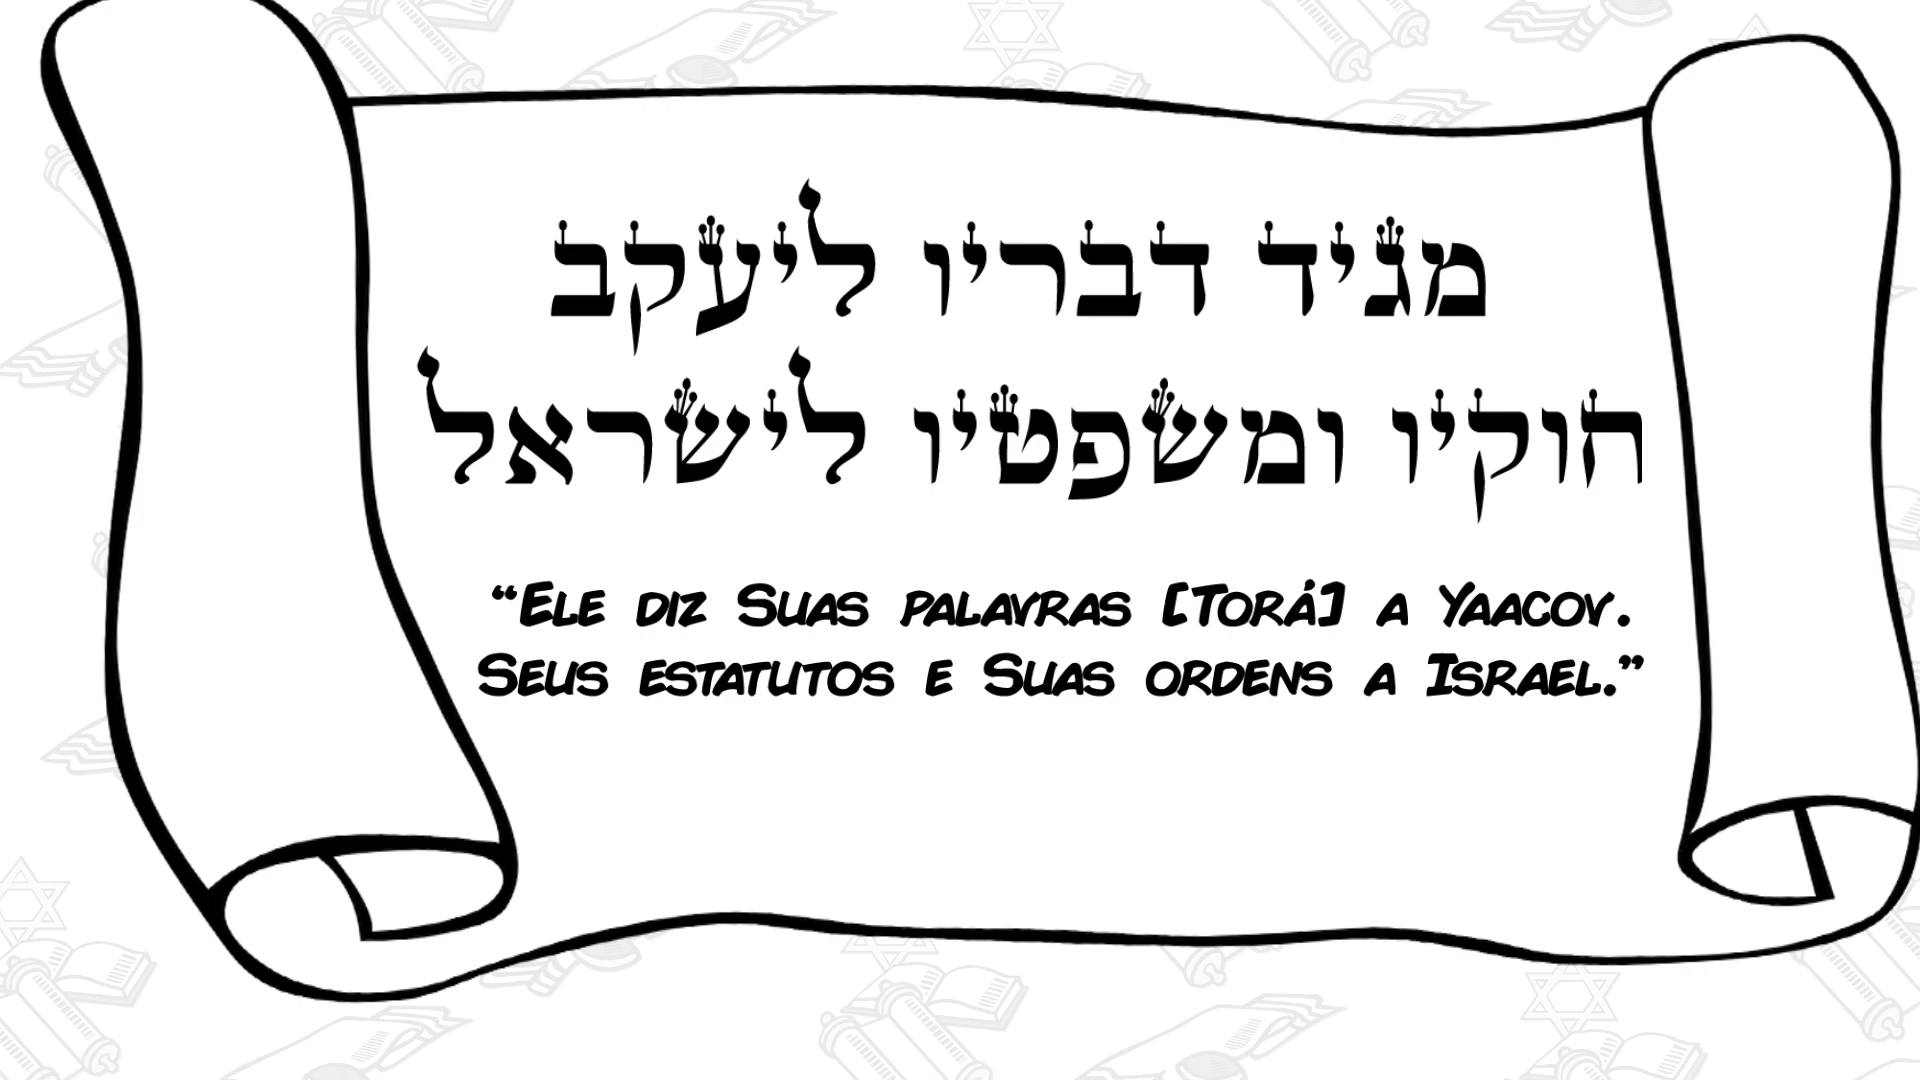 מגיד דבריו ליעקב
חוקיו ומשפטיו לישראל
“Ele diz Suas palavras [Torá] a Yaacov.
Seus estatutos e Suas ordens a Israel.”